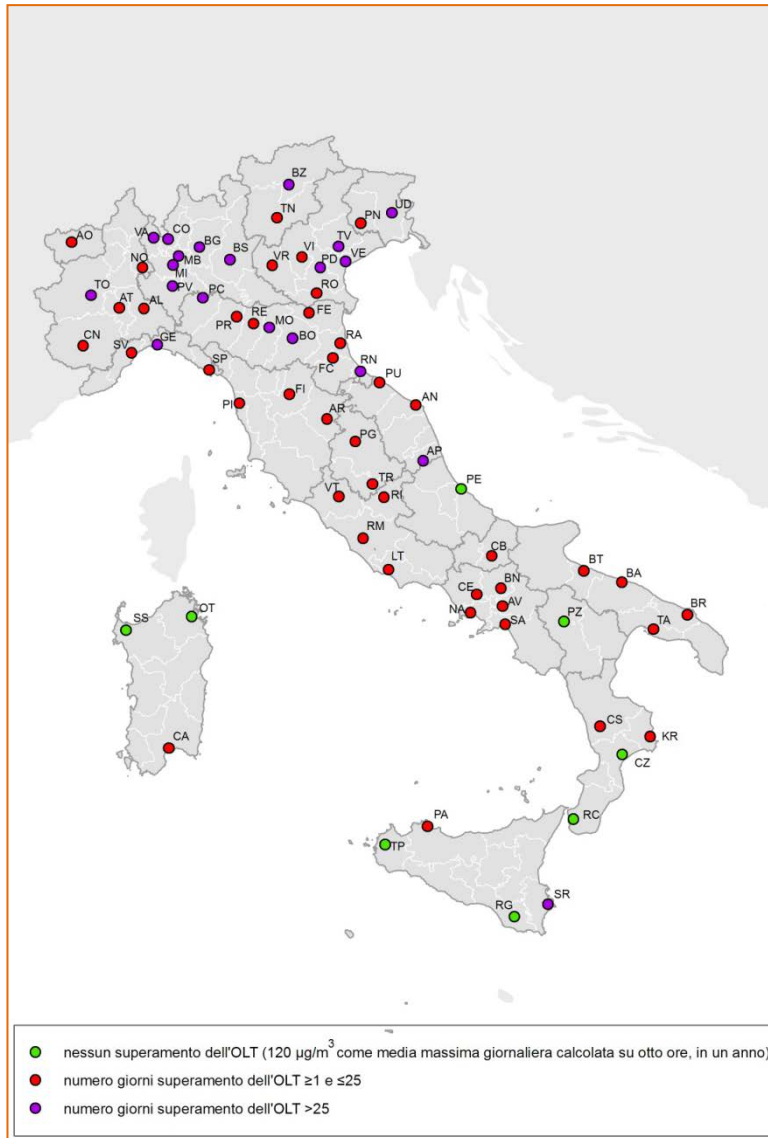 BZ
UD
TN
PN
AO
VA
CO
BG
TV
BS
VI
VE
NO
MB
VR
PD
MI
TO
PV
PC
RO
AT
AL
FE
RE
MO
PR
BO
RA
CN
GE
SV
SP
FC
RN
PU
FI
PI
AN
AR
PG
AP
TR
PE
VT
RI
RM
CB
LT
BT
BA
CE
BN
AV
NA
SA
PZ
BR
TA
SS
OT
CS
KR
CA
CZ
PA
RC
TP
SR
RG
nessun superamento dell'OLT (120 µg/m³ come media massima giornaliera calcolata su otto ore, in un anno)
numero giorni superamento dell'OLT ≥1 e ≤25
numero giorni superamento dell'OLT >25